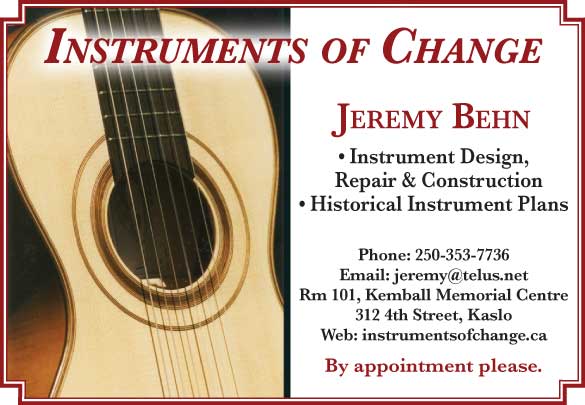 Instruments of Change
Jeremy Behn
• Instrument Design,
Repair & Construction
• Historical Instrument Plans
Phone: 250-353-7736
Email: jeremy@telus.net
Rm 101, Kemball Memorial Centre
312 4th Street, Kaslo
Web: instrumentsofchange.ca
By appointment please.